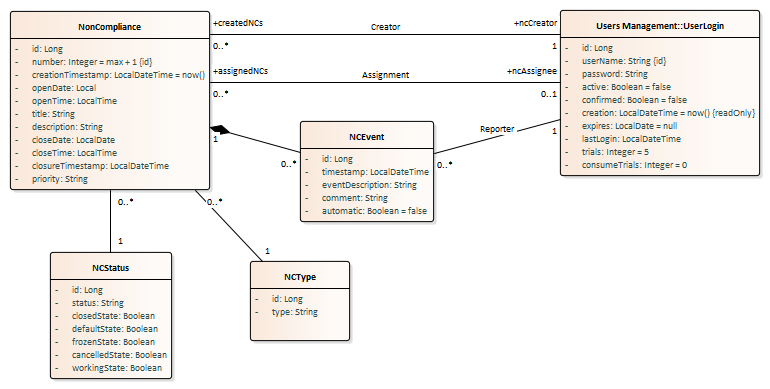 NonCompliance
- id: Long
- number: Integer = max + 1 {id}
- creationTimestamp: LocalDateTime = now()
- openDate: Local
- openTime: LocalTime
- title: String
- description: String
- closeDate: LocalDate
- closeTime: LocalTime
- closureTimestamp: LocalDateTime
- priority: String
+createdNCs
Creator
+ncCreator
0..*
1
+assignedNCs
Assignment
+ncAssignee
0..*
0..1
Users Management::UserLogin
- id: Long
- userName: String {id}
- password: String
- active: Boolean = false
- confirmed: Boolean = false
- creation: LocalDateTime = now() {readOnly}
- expires: LocalDate = null
- lastLogin: LocalDateTime
- trials: Integer = 5
- consumeTrials: Integer = 0
1
0..*
NCEvent
- id: Long
- timestamp: LocalDateTime
- eventDescription: String
- comment: String
- automatic: Boolean = false
Reporter
1
0..*
0..*
1
0..*
1
NCStatus
- id: Long
- status: String
- closedState: Boolean
- defaultState: Boolean
- frozenState: Boolean
- cancelledState: Boolean
- workingState: Boolean
NCType
- id: Long
- type: String